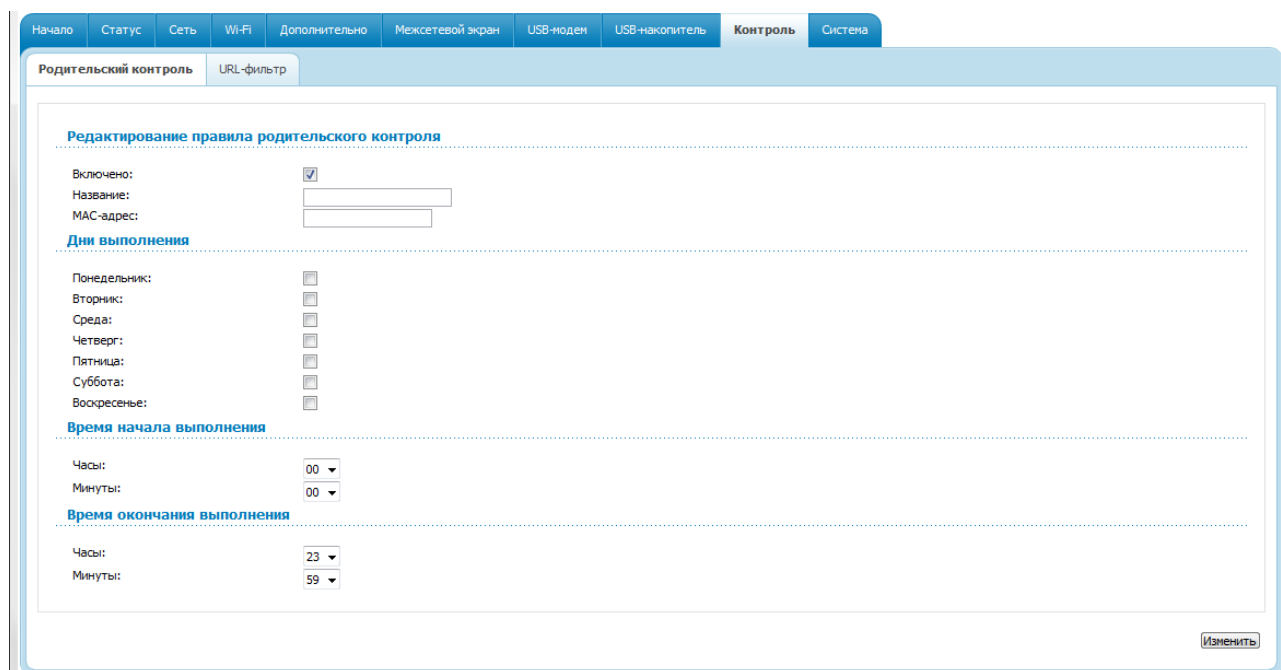 Начало Статус Сеть Wi-Fi Дополнительно Межсетевой экран USB-модем USB-накопитель Контроль Система
Родительский контроль URL-фильтр
Редактирование правила родительского контроля
Включено:
Название:
MAC-адрес:
Дни выполнения
Понедельник:
Вторник:
Среда:
Четверг:
Пятница:
Суббота:
Воскресенье:
Время начала выполнения
Часы: 00
Минуты: 00
Время окончания выполнения
Часы: 23
Минуты: 59
Изменить